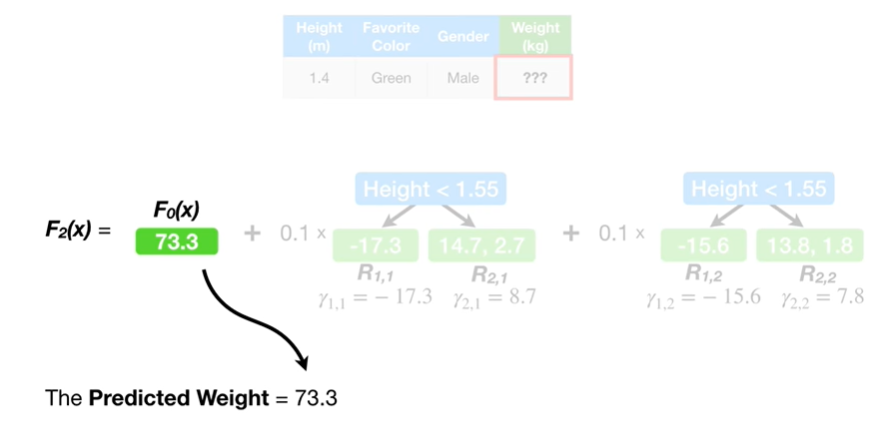 Height (m) Favorite Color Gender Weight (kg)
1.4 Green Male ???
F₀(x)
F₂(x) = 73.3 + 0.1 × Height < 1.55 + 0.1 × Height < 1.55
-17.3 14.7, 2.7 -15.6 13.8, 1.8
R₁,₁ R₂,₁ R₁,₂ R₂,₂
γ₁,₁ = − 17.3 γ₂,₁ = 8.7 γ₁,₂ = − 15.6 γ₂,₂ = 7.8
The Predicted Weight = 73.3